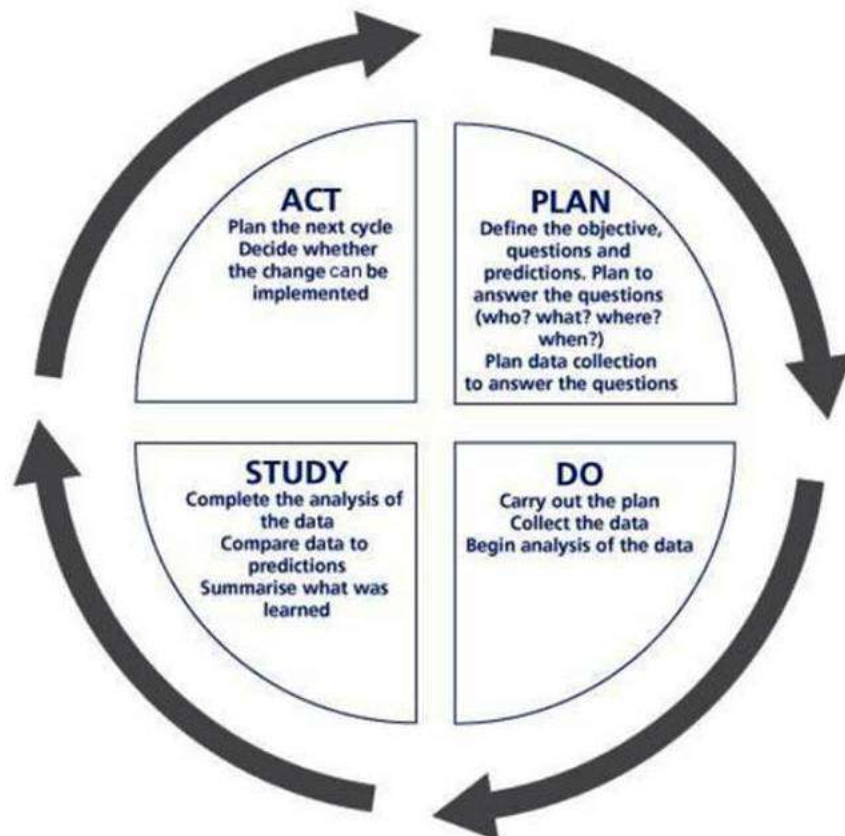 ACT
Plan the next cycle
Decide whether
the change can be
implemented
PLAN
Define the objective,
questions and
predictions. Plan to
answer the questions
(who? what? where?
when?)
Plan data collection
to answer the questions
STUDY
Complete the analysis of
the data
Compare data to
predictions
Summarise what was
learned
DO
Carry out the plan
Collect the data
Begin analysis of the data